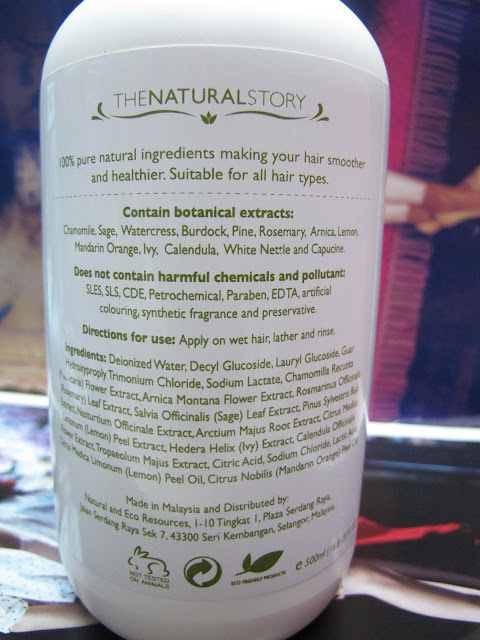 THENATURALSTORY
100% pure natural ingredients making your hair smoother
and healthier. Suitable for all hair types.
Contain botanical extracts:
Chamomile, Sage, Watercress, Burdock, Pine, Rosemary, Arnica, Lemon,
Mandarin Orange, Ivy, Calendula, White Nettle and Capucine.
Does not contain harmful chemicals and pollutant:
SLES, SLS, CDE, Petrochemical, Paraben, EDTA, artificial
colouring, synthetic fragrance and preservative.
Directions for use: Apply on wet hair, lather and rinse.
Ingredients: Deionized Water, Decyl Glucoside, Lauryl Glucoside, Guar
Hydroxyproply Trimonium Chloride, Sodium Lactate, Chamomilla Recutita
Flower Extract, Arnica Montana Flower Extract, Rosmarinus Officinalis
(Rosemary) Leaf Extract, Salvia Officinalis (Sage) Leaf Extract, Pinus Sylvestris Bud
Extract, Nasturtium Officinale Extract, Arctium Majus Root Extract, Citrus Medica
Limonum (Lemon) Peel Extract, Hedera Helix (Ivy) Extract, Calendula Officinalis
Flower Extract, Tropaeolum Majus Extract, Citric Acid, Sodium Chloride, Lactic Acid,
Citrus Medica Limonum (Lemon) Peel Oil, Citrus Nobilis (Mandarin Orange) Peel Oil
Made in Malaysia and Distributed by:
Natural and Eco Resources, 1-10 Tingkat 1, Plaza Serdang Raya,
Jalan Serdang Raya Sek 7, 43300 Seri Kembangan, Selangor, Malaysia.
NOT TESTED
ON ANIMALS
ECO FRIENDLY PRODUCTS
e 500ml